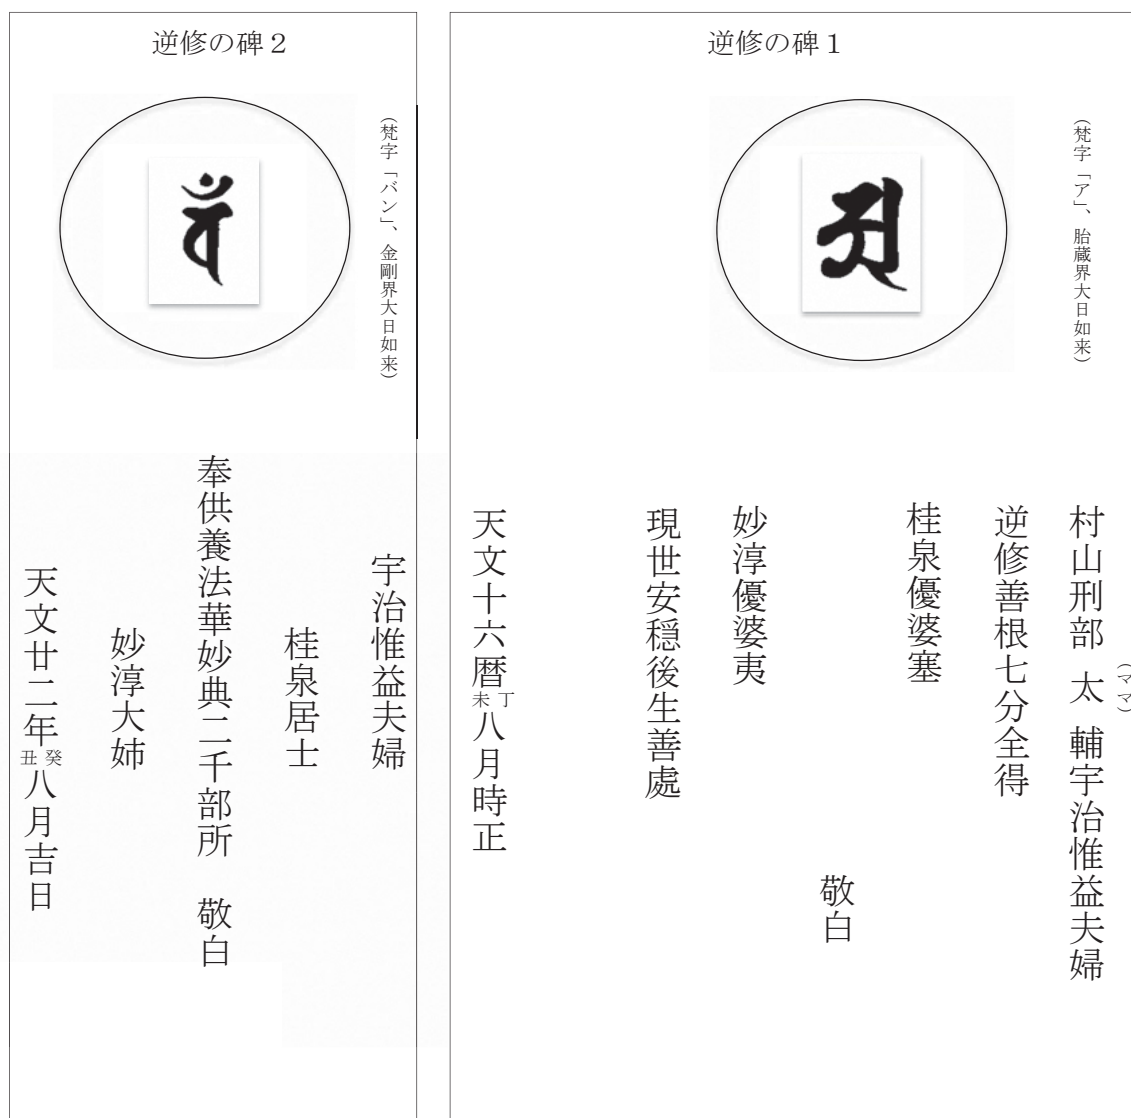 逆修の碑１
（梵字「ア」、胎蔵界大日如来）
村山刑部 太（ママ） 輔宇治惟益夫婦
逆修善根七分全得
桂泉優婆塞
敬白
妙淳優婆夷
現世安穏後生善處
天文十六暦丁未八月時正
逆修の碑２
（梵字「バン」、金剛界大日如来）
宇治惟益夫婦
桂泉居士
奉供養法華妙典二千部所　敬白
妙淳大姉
天文廿二年癸丑八月吉日